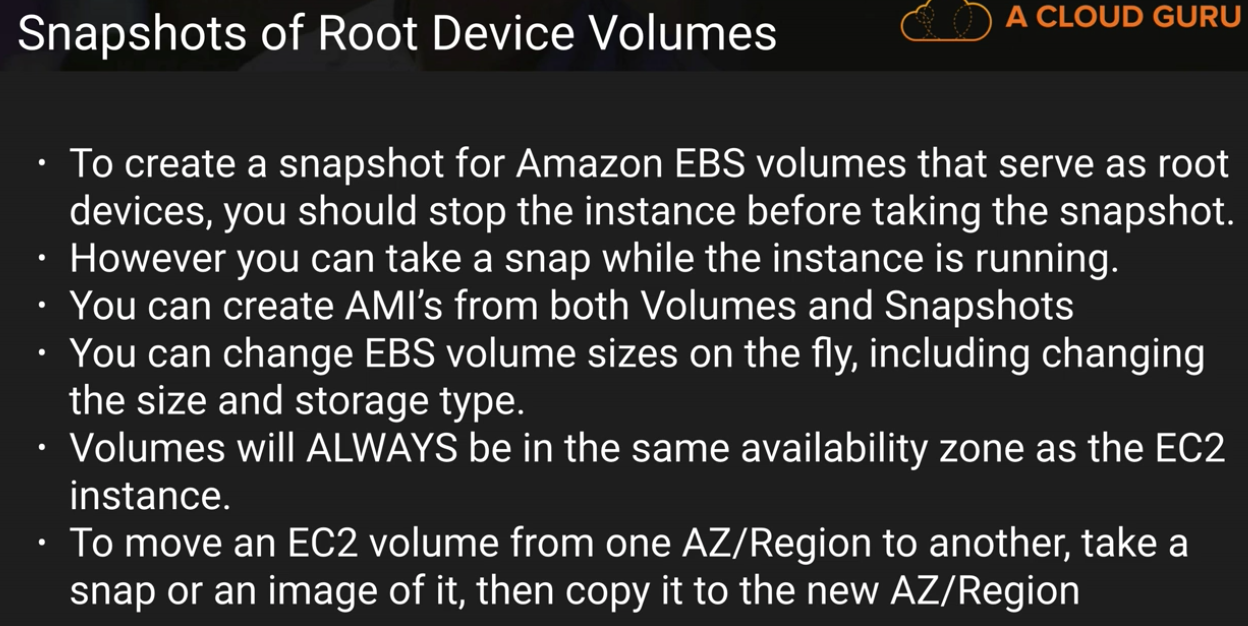 Snapshots of Root Device Volumes
A CLOUD GURU
• To create a snapshot for Amazon EBS volumes that serve as root
devices, you should stop the instance before taking the snapshot.
• However you can take a snap while the instance is running.
• You can create AMI’s from both Volumes and Snapshots
• You can change EBS volume sizes on the fly, including changing
the size and storage type.
• Volumes will ALWAYS be in the same availability zone as the EC2
instance.
• To move an EC2 volume from one AZ/Region to another, take a
snap or an image of it, then copy it to the new AZ/Region